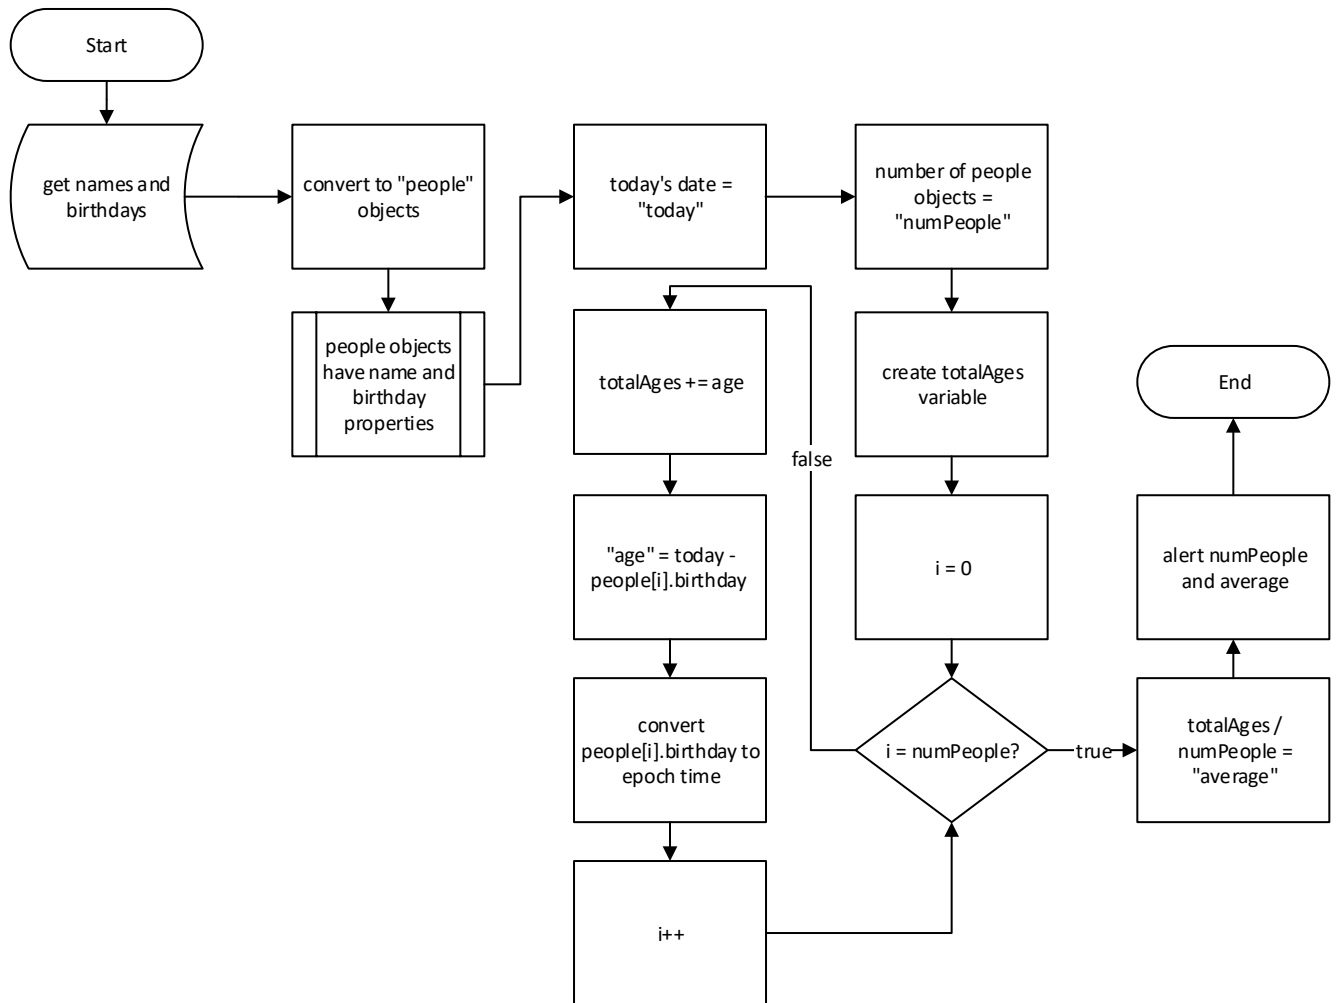 Start
get names and
birthdays
convert to "people"
objects
people objects
have name and
birthday
properties
today's date =
"today"
number of people
objects =
"numPeople"
create totalAges
variable
i = 0
i = numPeople?
false
totalAges += age
"age" = today -
people[i].birthday
convert
people[i].birthday to
epoch time
i++
true
totalAges /
numPeople =
"average"
alert numPeople
and average
End